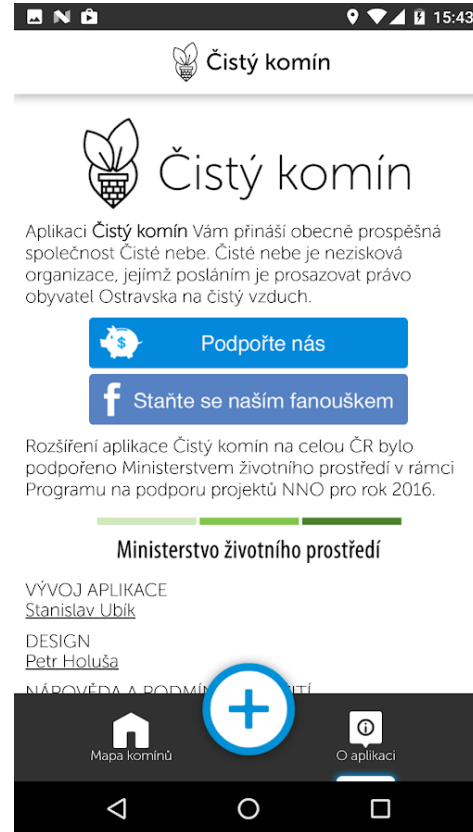 15:43
Čistý komín
Čistý komín
Aplikaci Čistý komín Vám přináší obecně prospěšná
společnost Čisté nebe. Čisté nebe je nezisková
organizace, jejímž posláním je prosazovat právo
obyvatel Ostravska na čistý vzduch.
Podpořte nás
Staňte se naším fanouškem
Rozšíření aplikace Čistý komín na celou ČR bylo
podpořeno Ministerstvem životního prostředí v rámci
Programu na podporu projektů NNO pro rok 2016.
Ministerstvo životního prostředí
VÝVOJ APLIKACE
Stanislav Ubík
DESIGN
Petr Holuša
NÁPOVĚDA A
Mapa komínů
O aplikaci